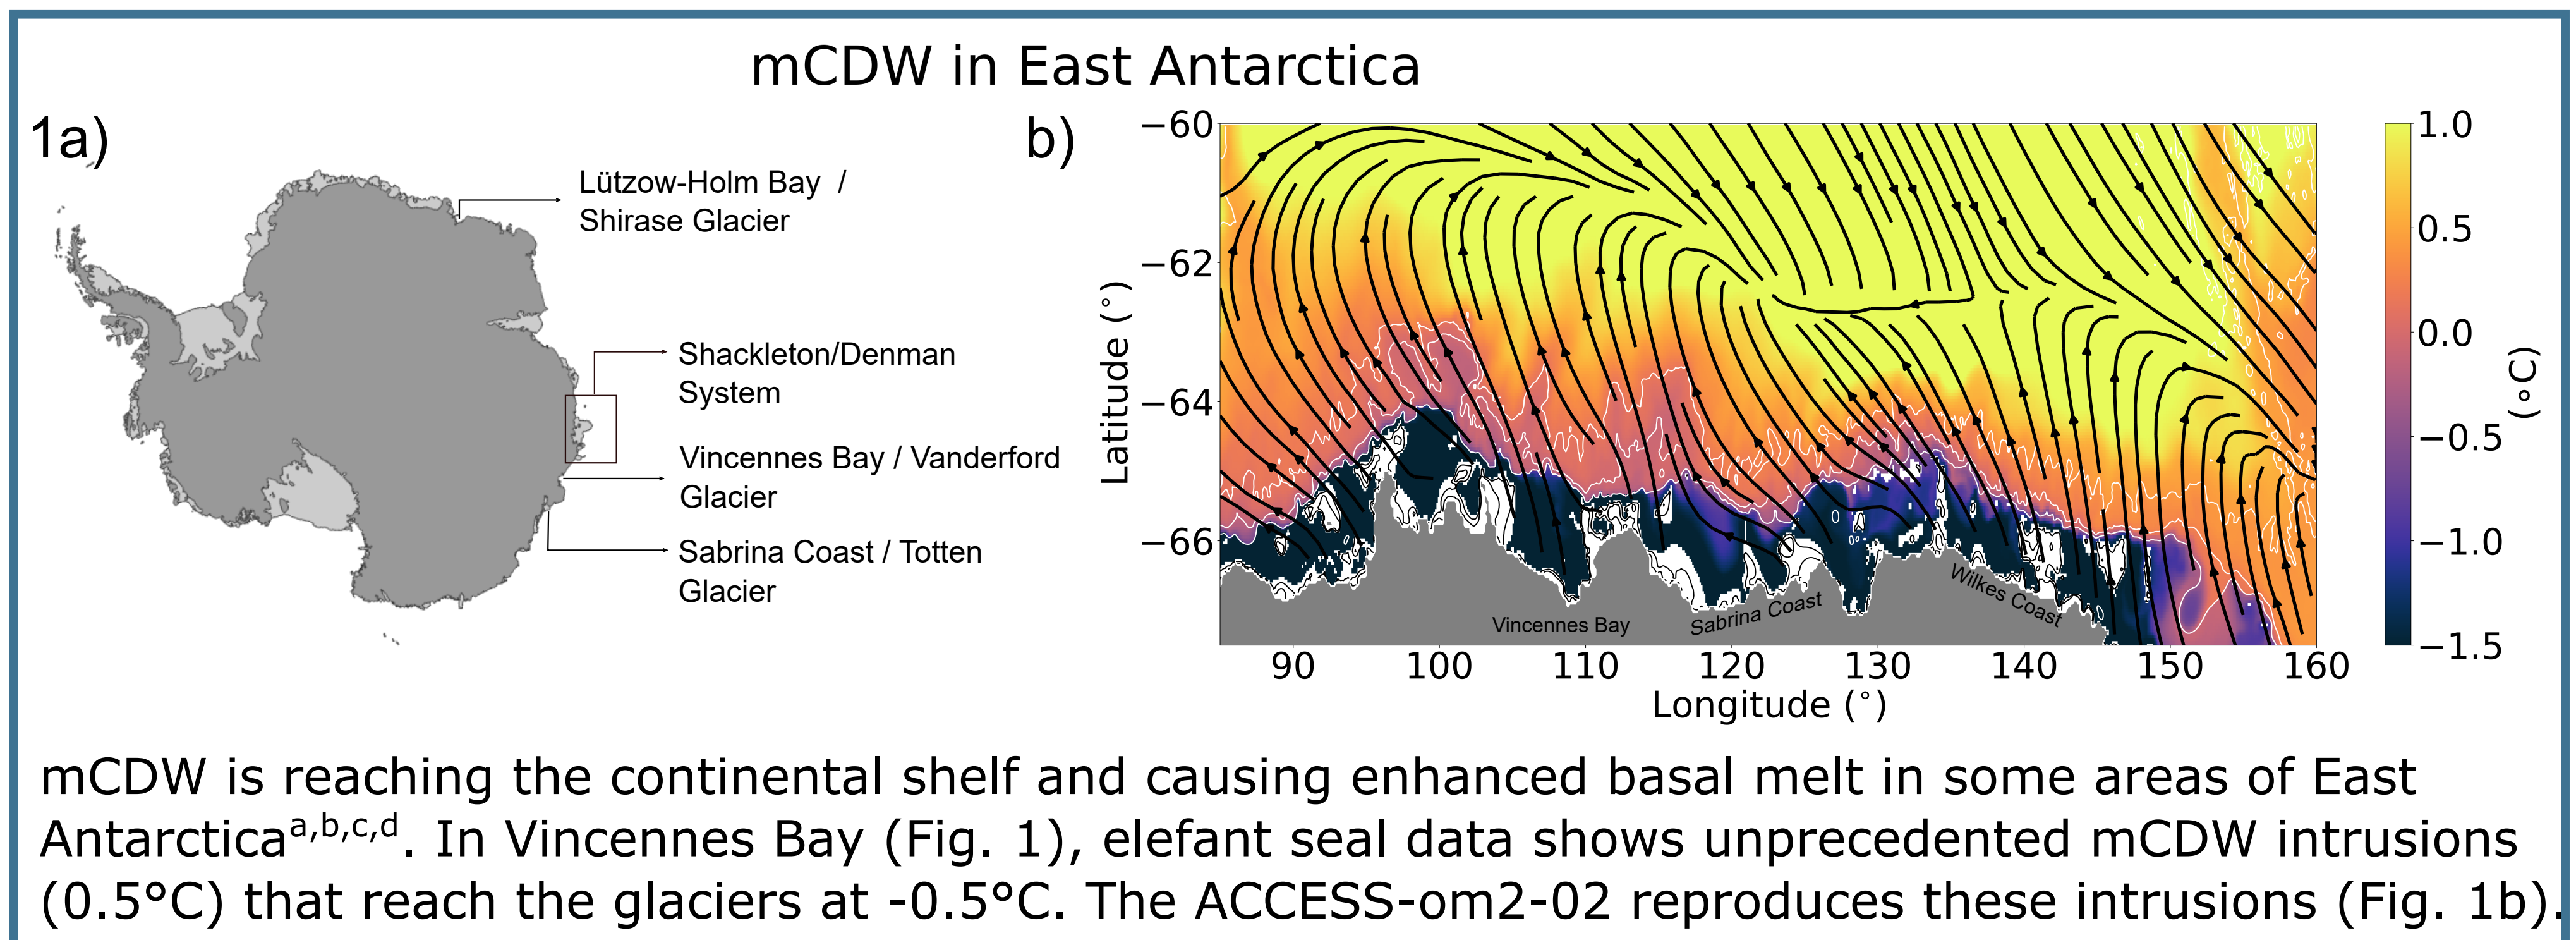 mCDW in East Antarctica
1a)
Lützow-Holm Bay /
Shirase Glacier
Shackleton/Denman
System
Vincennes Bay / Vanderford
Glacier
Sabrina Coast / Totten
Glacier
b)
−60
−62
−64
−66
Latitude (°)
Vincennes Bay
Sabrina Coast
Wilkes Coast
90 100 110 120 130 140 150 160
Longitude (°)
1.0
0.5
0.0
−0.5
−1.0
−1.5
(∘C)
mCDW is reaching the continental shelf and causing enhanced basal melt in some areas of East
Antarcticaa,b,c,d. In Vincennes Bay (Fig. 1), elefant seal data shows unprecedented mCDW intrusions
(0.5°C) that reach the glaciers at -0.5°C. The ACCESS-om2-02 reproduces these intrusions (Fig. 1b).